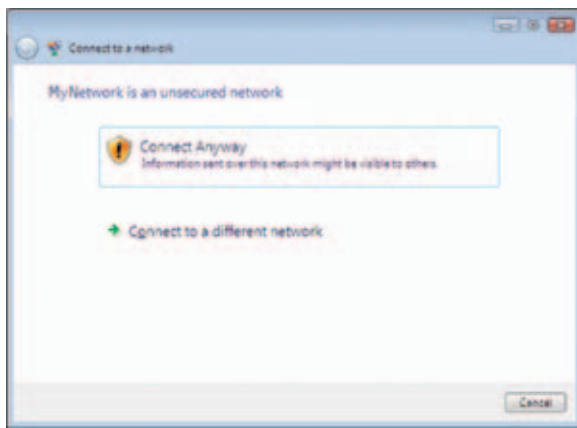 Connect to a network
MyNetwork is an unsecured network
Connect Anyway
Information sent over this network might be visible to others.
Connect to a different network
Cancel